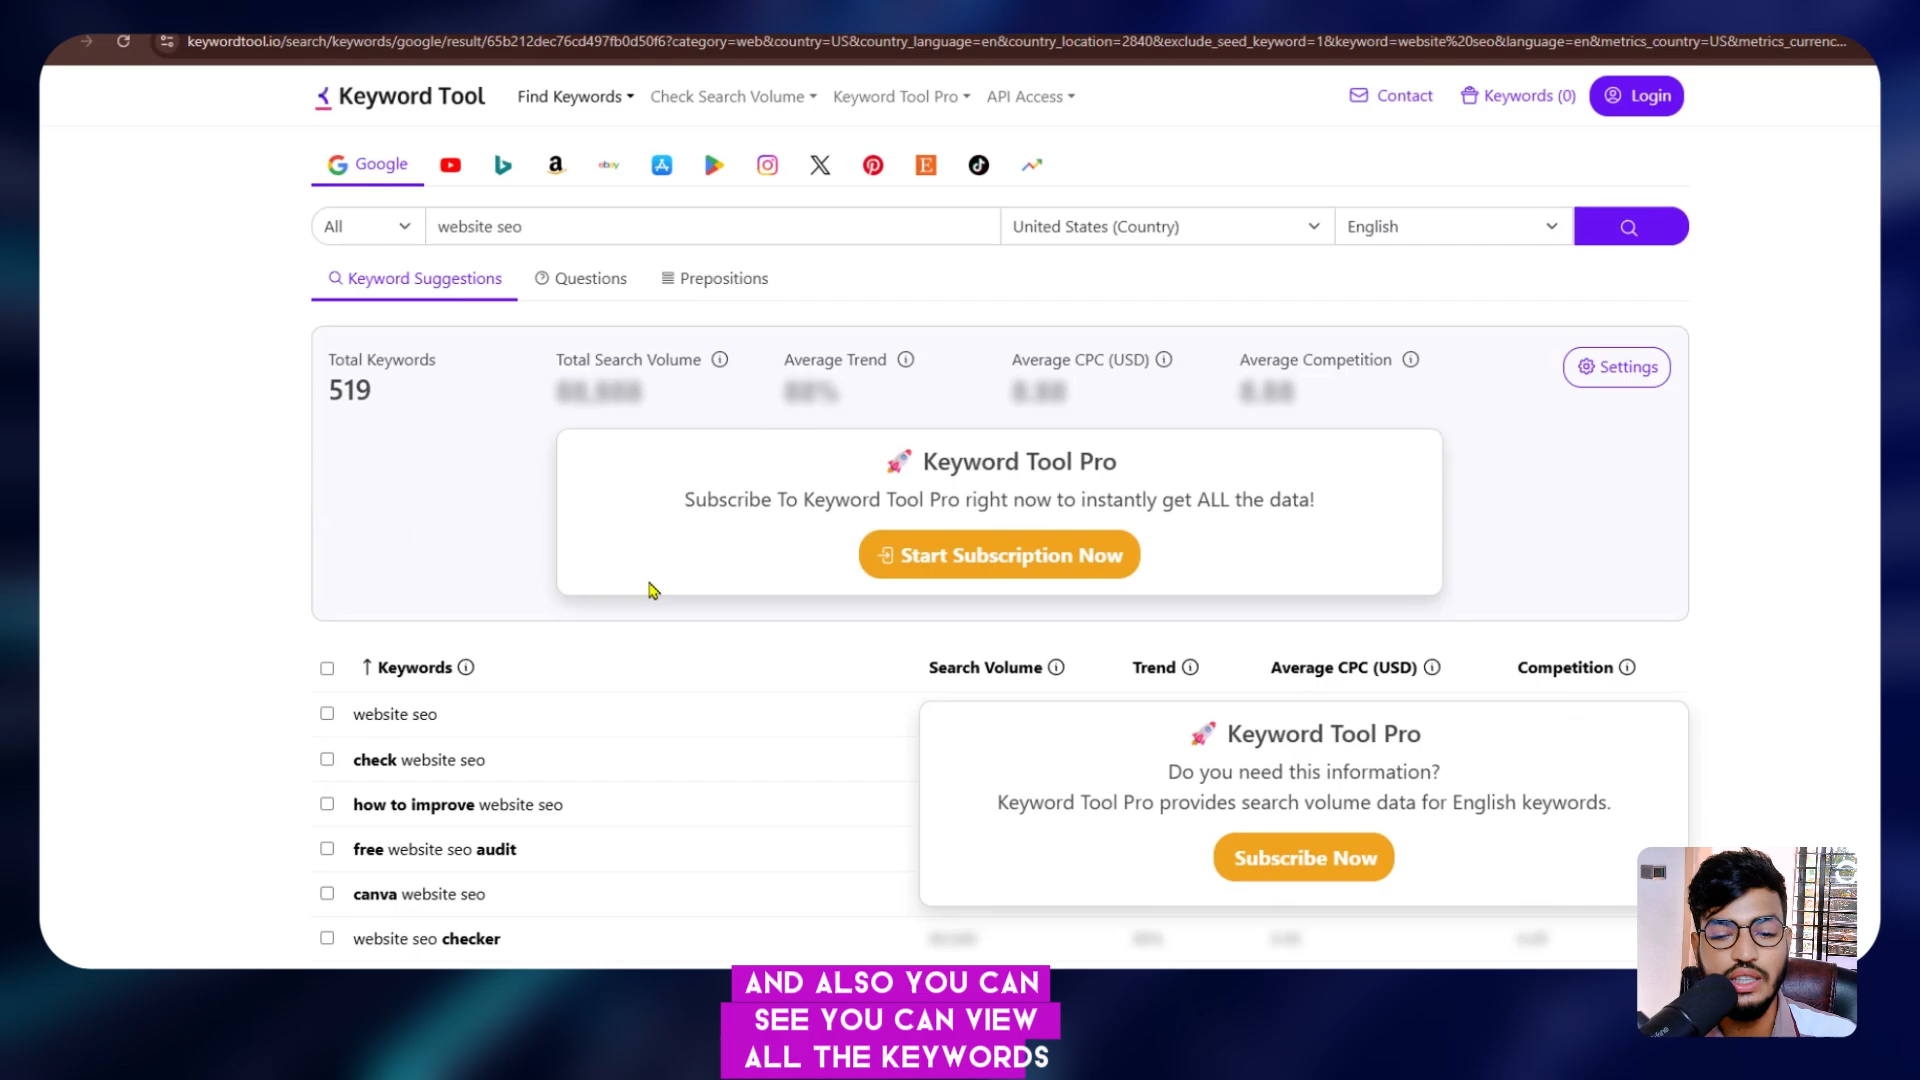 keywordtool.io/search/keywords/google/result/65b212dec76cd497fb0d50f6?category=web&country=US&country_language=en&country_location=2840&exclude_seed_keyword=1&keyword=website%20seo&language=en&metrics_country=US&metrics_currenc...
Keyword Tool Find Keywords Check Search Volume Keyword Tool Pro API Access Contact Keywords (0) Login
Google ebay
All website seo United States (Country) English
Keyword Suggestions Questions Prepositions
Total Keywords Total Search Volume Average Trend Average CPC (USD) Average Competition Settings
519
Keyword Tool Pro
Subscribe To Keyword Tool Pro right now to instantly get ALL the data!
Start Subscription Now
Keywords Search Volume Trend Average CPC (USD) Competition
website seo
check website seo
how to improve website seo
free website seo audit
canva website seo
website seo checker
Keyword Tool Pro
Do you need this information?
Keyword Tool Pro provides search volume data for English keywords.
Subscribe Now
AND ALSO YOU CAN
SEE YOU CAN VIEW
ALL THE KEYWORDS